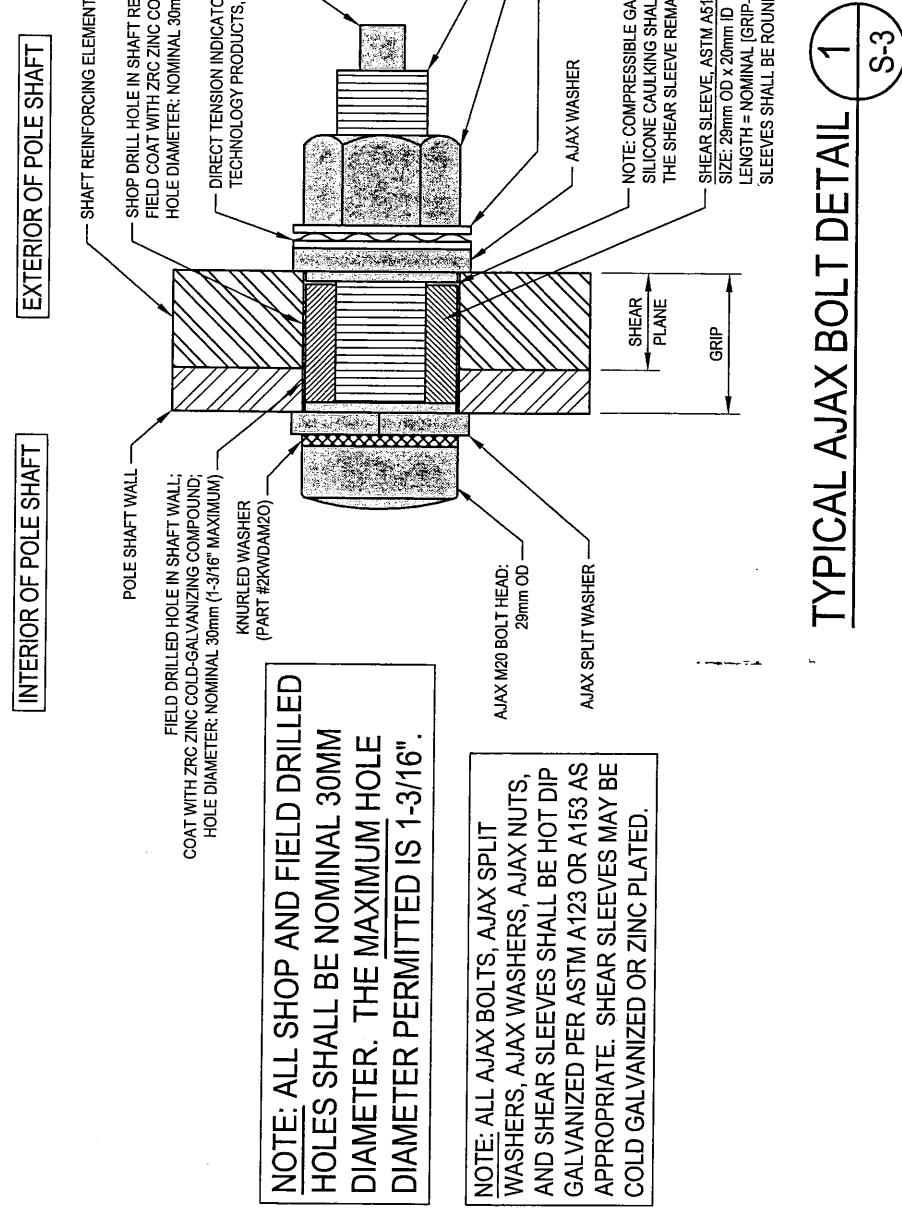 INTERIOR OF POLE SHAFT
EXTERIOR OF POLE SHAFT
POLE SHAFT WALL
FIELD DRILLED HOLE IN SHAFT WALL;
COAT WITH ZRC ZINC COLD-GALVANIZING COMPOUND;
HOLE DIAMETER: NOMINAL 30mm (1-3/16" MAXIMUM)
KNURLED WASHER
(PART #2KWDAM20)
SHAFT REINFORCING ELEMENT
SHOP DRILL HOLE IN SHAFT RE
FIELD COAT WITH ZRC ZINC CO
HOLE DIAMETER: NOMINAL 30m
DIRECT TENSION INDICATO
TECHNOLOGY PRODUCTS,
NOTE: ALL SHOP AND FIELD DRILLED
HOLES SHALL BE NOMINAL 30MM
DIAMETER. THE MAXIMUM HOLE
DIAMETER PERMITTED IS 1-3/16".
NOTE: ALL AJAX BOLTS, AJAX SPLIT
WASHERS, AJAX WASHERS, AJAX NUTS,
AND SHEAR SLEEVES SHALL BE HOT DIP
GALVANIZED PER ASTM A123 OR A153 AS
APPROPRIATE. SHEAR SLEEVES MAY BE
COLD GALVANIZED OR ZINC PLATED.
AJAX M20 BOLT HEAD;
29mm OD
AJAX SPLIT WASHER
SHEAR
PLANE
GRIP
AJAX WASHER
NOTE: COMPRESSIBLE GA
SILICONE CAULKING SHAL
THE SHEAR SLEEVE REMA
SHEAR SLEEVE, ASTM A51
SIZE: 29mm OD x 20mm ID
LENGTH = NOMINAL [GRIP-
SLEEVES SHALL BE ROUN
TYPICAL AJAX BOLT DETAIL
1
S-3